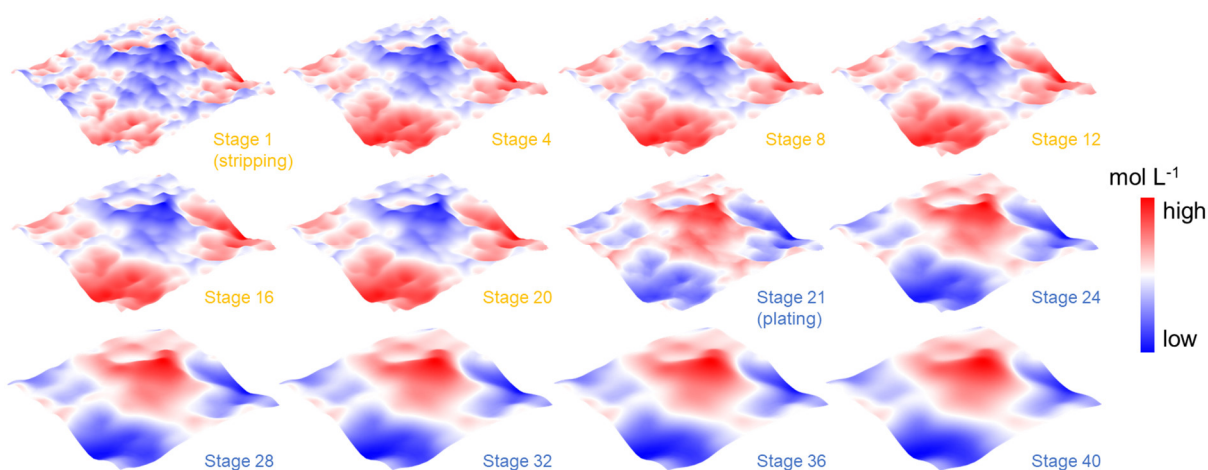 Stage 1
(stripping)
Stage 4
Stage 8
Stage 12
mol L⁻¹
high
low
Stage 16
Stage 20
Stage 21
(plating)
Stage 24
Stage 28
Stage 32
Stage 36
Stage 40